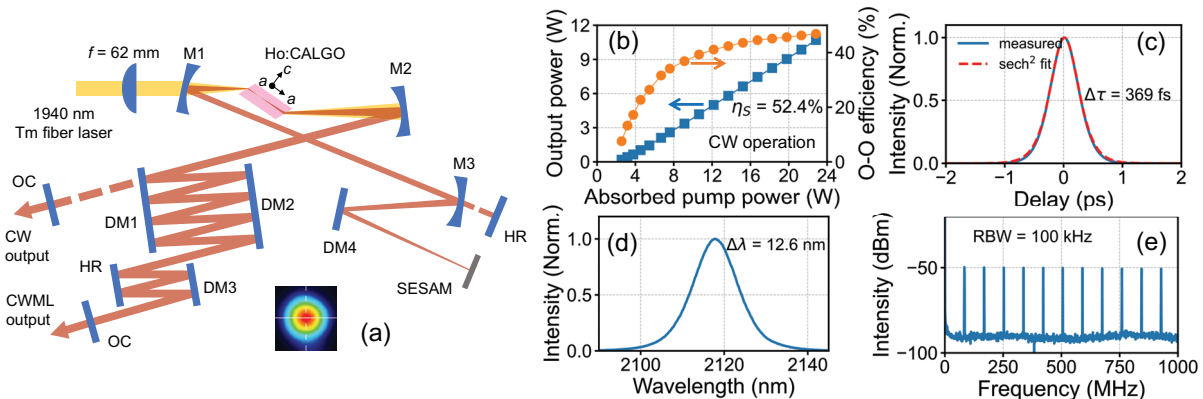 f = 62 mm
M1
Ho:CALGO
a
c
a
M2
1940 nm
Tm fiber laser
OC
CW
output
DM1
DM2
M3
DM4
HR
SESAM
HR
DM3
CWML
output
OC
(a)
Output power (W)
12
9
6
3
0
(b)
ηS = 52.4%
CW operation
0 4 8 12 16 20 24
Absorbed pump power (W)
40
20
0
O-O efficiency (%)
Intensity (Norm.)
1.0
0.5
0.0
measured
sech² fit
(c)
Δτ = 369 fs
−2 −1 0 1 2
Delay (ps)
Intensity (Norm.)
1.0
0.5
0.0
(d)
Δλ = 12.6 nm
2100 2120 2140
Wavelength (nm)
Intensity (dBm)
0
−50
−100
RBW = 100 kHz
(e)
0 250 500 750 1000
Frequency (MHz)